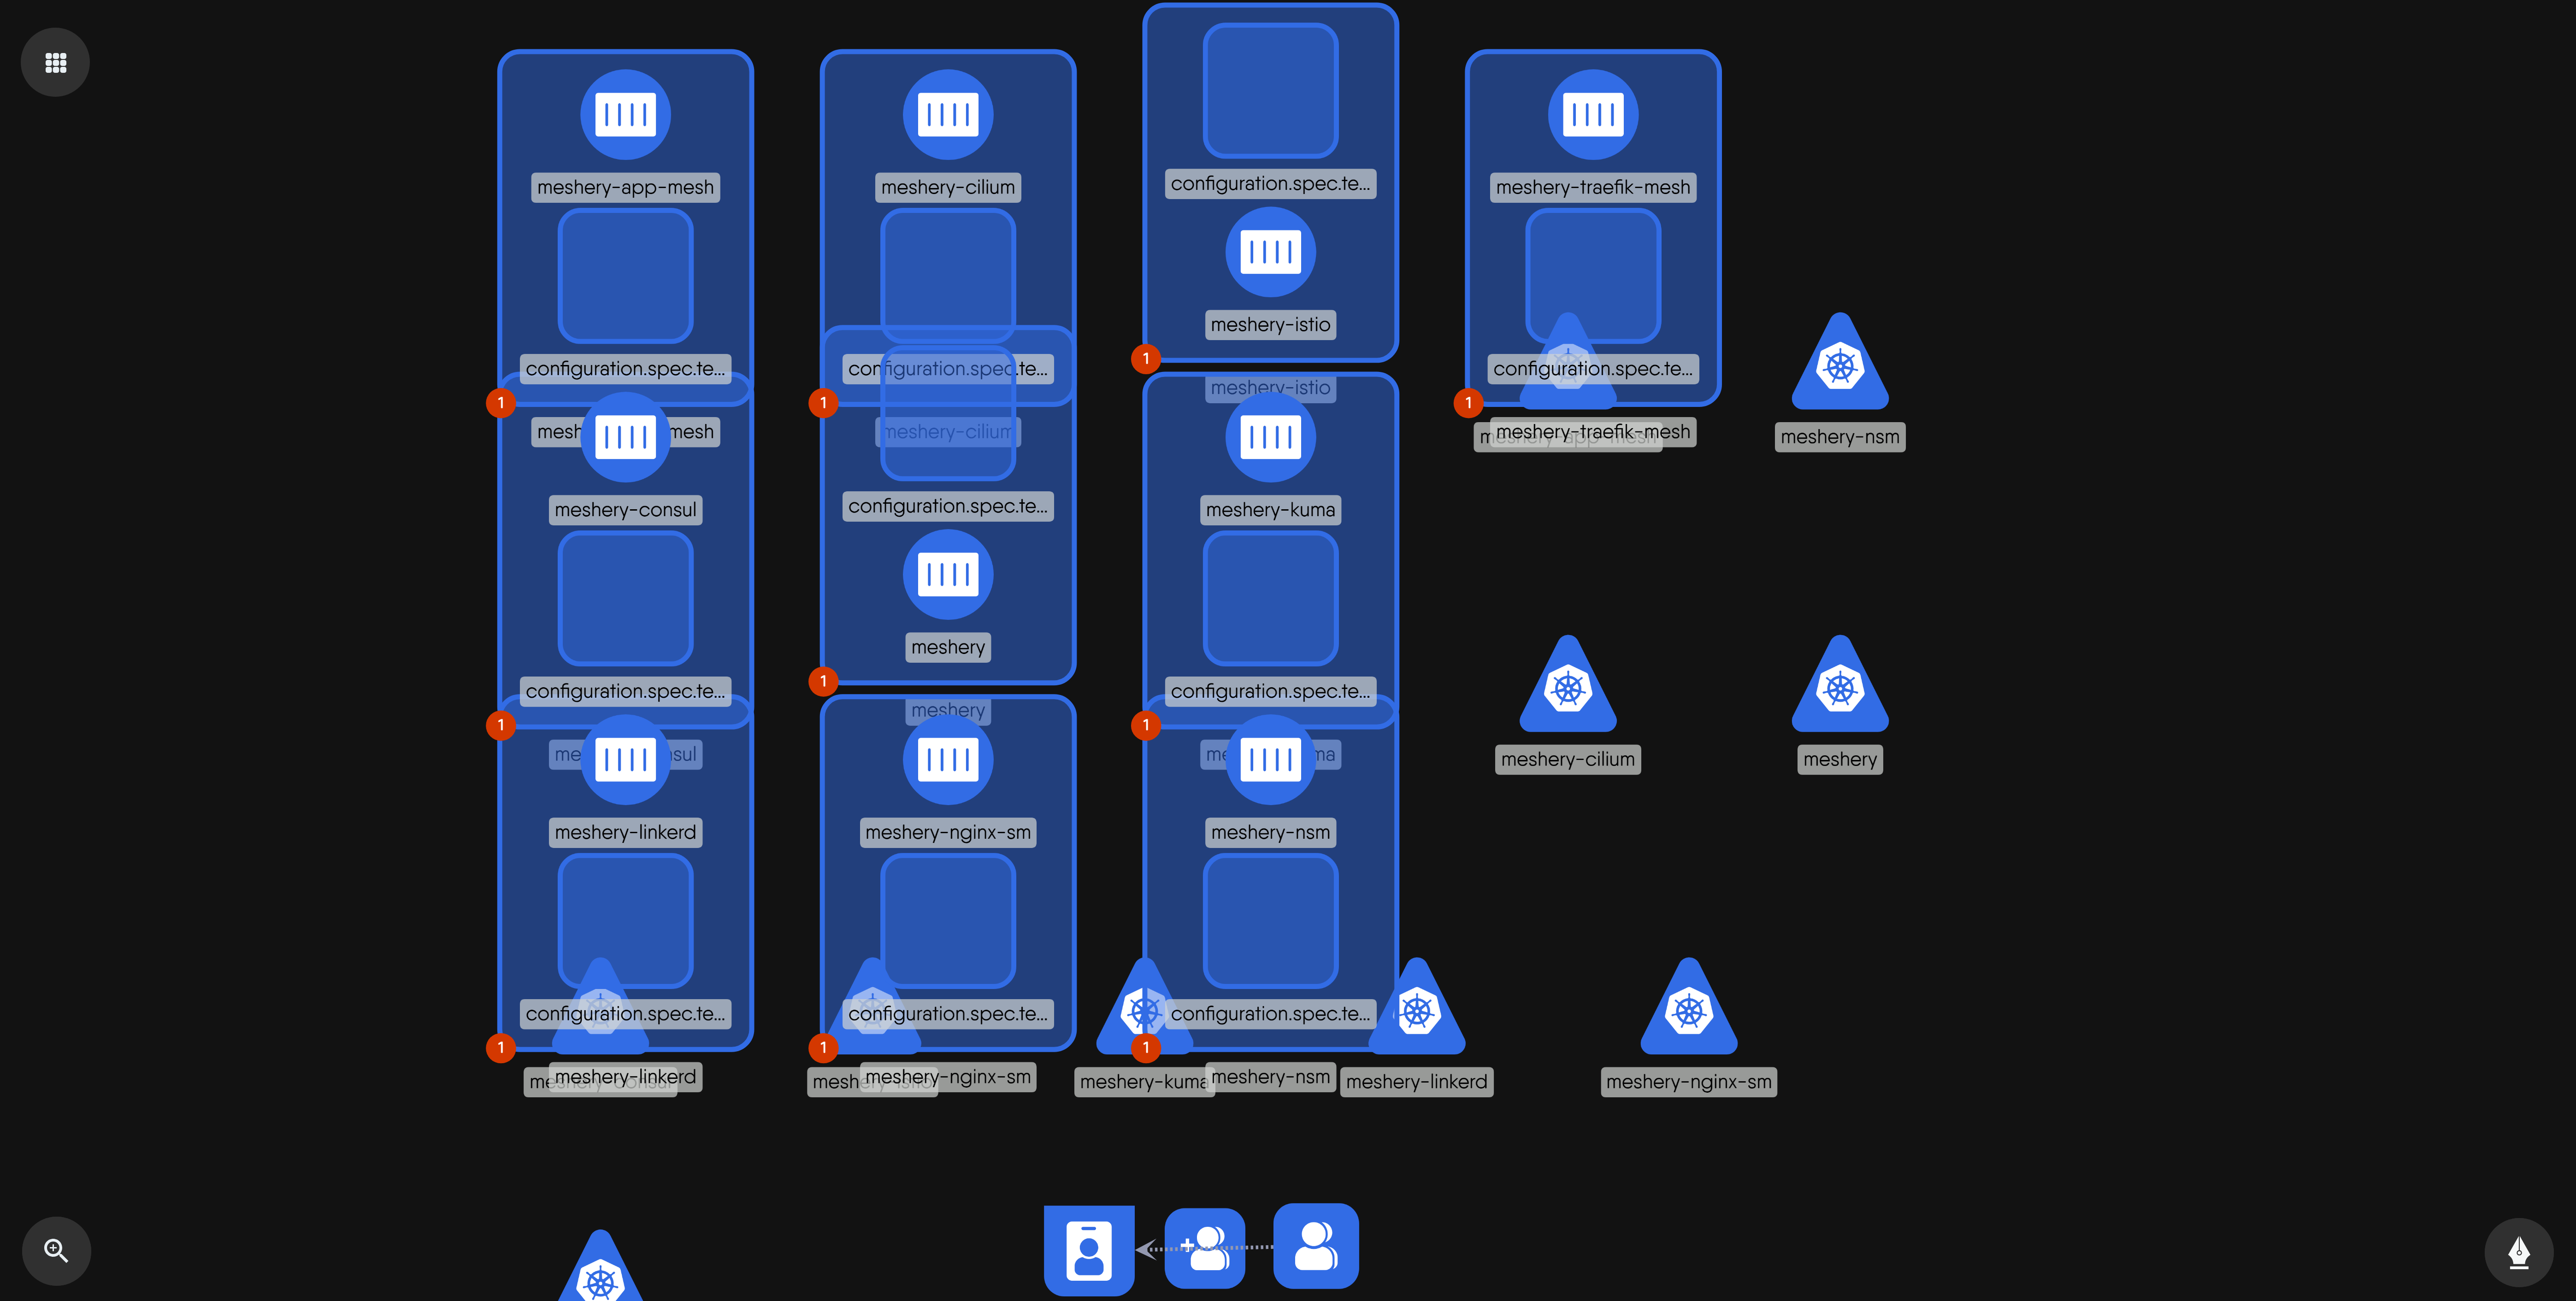 configuration.spec.te...
meshery-app-mesh
meshery-cilium
meshery-traefik-mesh
meshery-istio
1
configuration.spec.te...
configuration.spec.te...
configuration.spec.te...
meshery-istio
1
1
1
mesh
mesh
meshery-cilium
meshery-traefik-mesh
meshery-app-mesh
meshery-nsm
meshery-consul
configuration.spec.te...
meshery-kuma
meshery
1
configuration.spec.te...
configuration.spec.te...
meshery
1
1
meshery-cilium
meshery
meshery-linkerd
meshery-nginx-sm
meshery-nsm
configuration.spec.te...
configuration.spec.te...
configuration.spec.te...
1
1
1
meshery-linkerd
meshery-nginx-sm
meshery-kuma
meshery-nsm
meshery-linkerd
meshery-nginx-sm